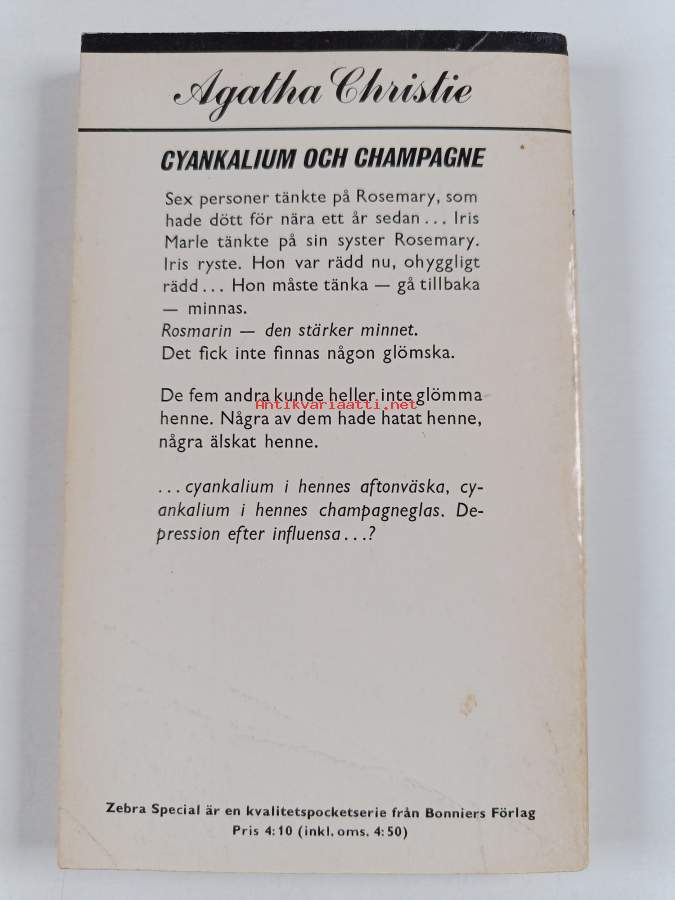 Agatha Christie
CYANKALIUM OCH CHAMPAGNE
Sex personer tänkte på Rosemary, som
hade dött för nära ett år sedan... Iris
Marle tänkte på sin syster Rosemary.
Iris ryste. Hon var rädd nu, ohyggligt
rädd... Hon måste tänka — gå tillbaka
— minnas.
Rosmarin — den stärker minnet.
Det fick inte finnas någon glömska.
De fem andra kunde heller inte glömma
Antikvariaatti.net
henne. Några av dem hade hatat henne,
några älskat henne.
...cyankalium i hennes aftonväska, cy-
ankalium i hennes champagneglas. De-
pression efter influensa...?
Zebra Special är en kvalitetspocketserie från Bonniers Förlag
Pris 4:10 (inkl. oms. 4:50)